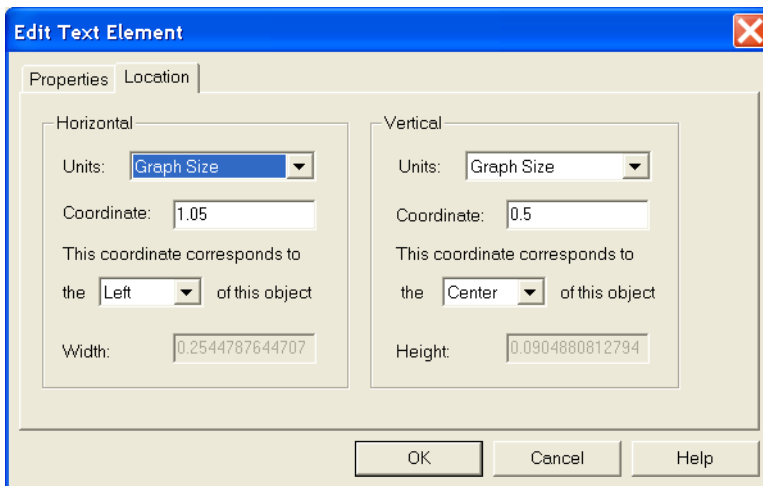 Edit Text Element
Properties Location
Horizontal
Units: Graph Size
Coordinate: 1.05
This coordinate corresponds to
the Left of this object
Width: 0.2544787644707
Vertical
Units: Graph Size
Coordinate: 0.5
This coordinate corresponds to
the Center of this object
Height: 0.0904880812794
OK Cancel Help